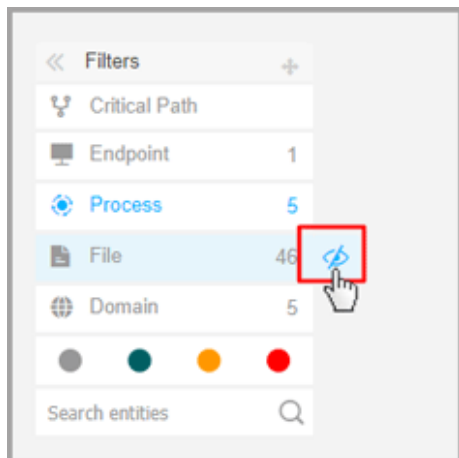 Filters
Critical Path
Endpoint 1
Process 5
File 46
Domain 5
Search entities